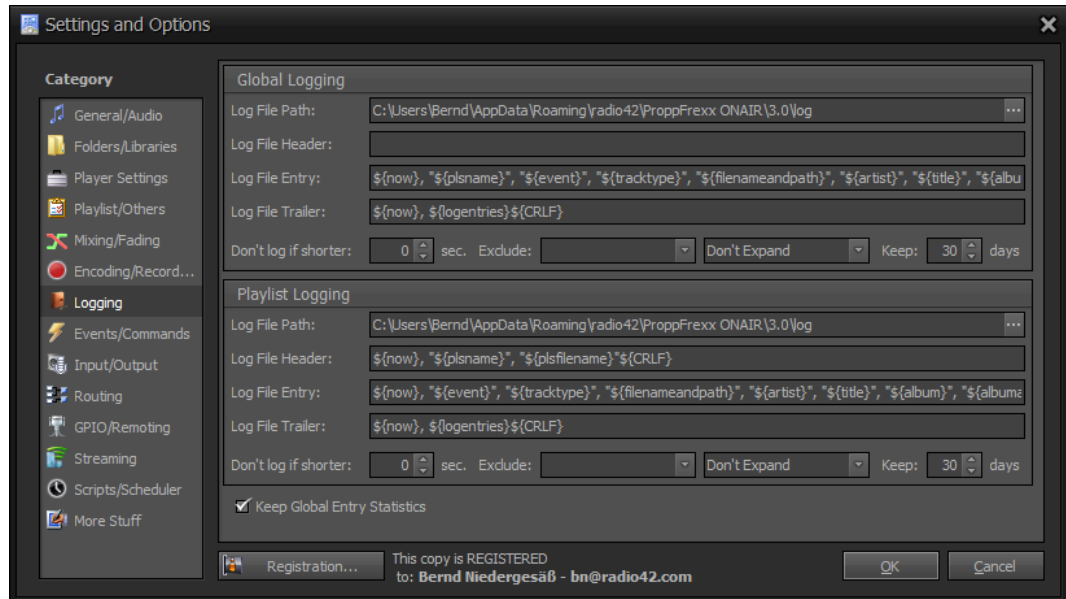 Settings and Options
Category
General/Audio
Folders/Libraries
Player Settings
Playlist/Others
Mixing/Fading
Encoding/Record...
Logging
Events/Commands
Input/Output
Routing
GPIO/Remoting
Streaming
Scripts/Scheduler
More Stuff
Global Logging
Log File Path: C:\Users\Bernd\AppData\Roaming\radio42\ProppFrexx ONAIR\3.0\log ...
Log File Header:
Log File Entry: ${now}, "${plsname}", "${event}", "${tracktype}", "${filenameandpath}", "${artist}", "${title}", "${albu
Log File Trailer: ${now}, ${logentries}${CRLF}
Don't log if shorter: 0 sec. Exclude: Don't Expand Keep: 30 days
Playlist Logging
Log File Path: C:\Users\Bernd\AppData\Roaming\radio42\ProppFrexx ONAIR\3.0\log ...
Log File Header: ${now}, "${plsname}", "${plsfilename}"${CRLF}
Log File Entry: ${now}, "${event}", "${tracktype}", "${filenameandpath}", "${artist}", "${title}", "${album}", "${albuma
Log File Trailer: ${now}, ${logentries}${CRLF}
Don't log if shorter: 0 sec. Exclude: Don't Expand Keep: 30 days
Keep Global Entry Statistics
Registration...
This copy is REGISTERED
to: Bernd Niedergesäß - bn@radio42.com
OK
Cancel